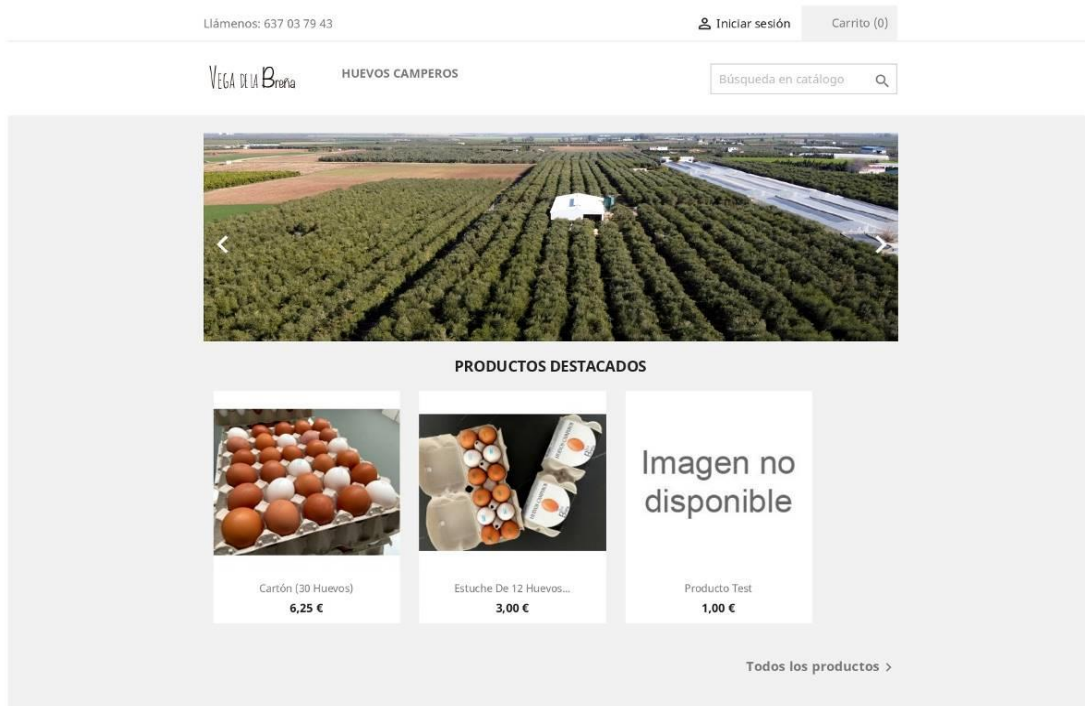 Llámenos: 637 03 79 43
Iniciar sesión
Carrito (0)
VEGA DE LA Breña
HUEVOS CAMPEROS
Búsqueda en catálogo
PRODUCTOS DESTACADOS
Imagen no
disponible
Cartón (30 Huevos)
Estuche De 12 Huevos...
Producto Test
6,25 €
3,00 €
1,00 €
Todos los productos